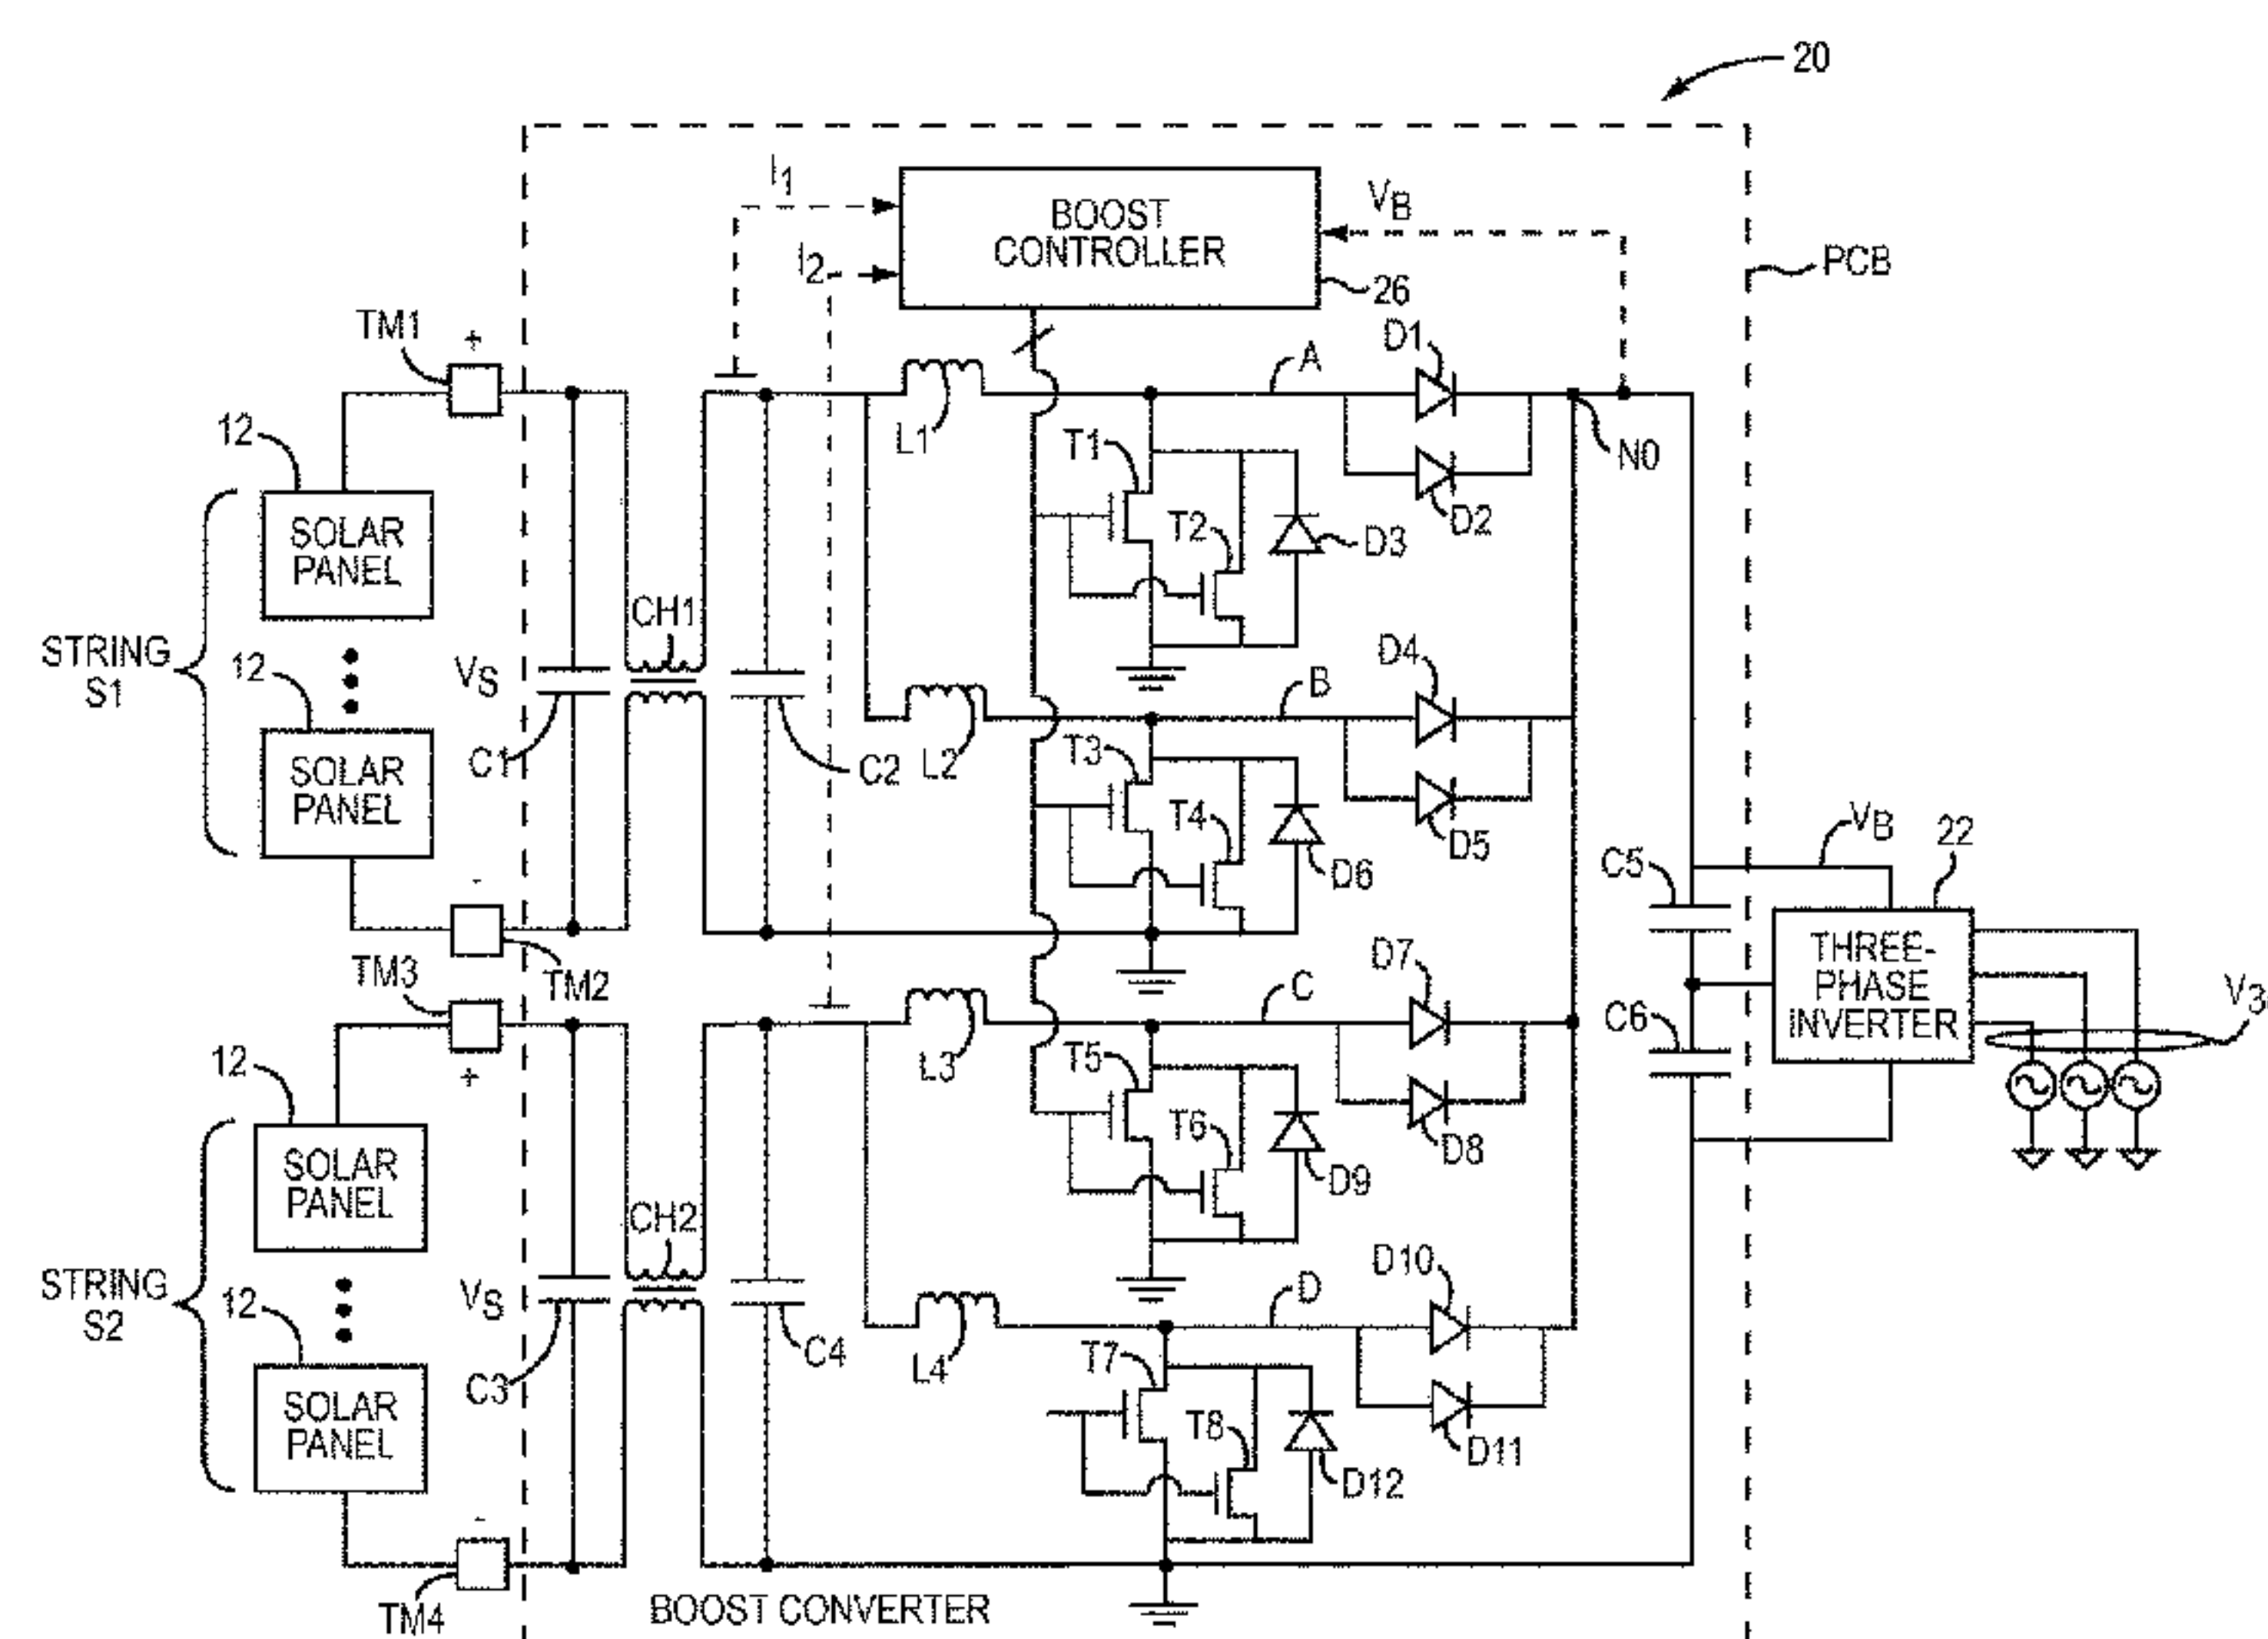 20
I1
BOOST
CONTROLLER
VB
I2
26
PCB
TM1
+
D1
A
12
L1
T1
N0
D2
SOLAR
PANEL
T2
D3
CH1
STRING
S1
12
VS
D4
B
C1
C2
L2
T3
SOLAR
PANEL
T4
D5
D6
VB
22
C5
-
TM2
TM3
D7
THREE-
PHASE
INVERTER
V3
C
C6
+
12
L3
T5
D8
T6
D9
SOLAR
PANEL
CH2
STRING
S2
12
VS
D10
D
C3
C4
L4
T7
SOLAR
PANEL
T8
D11
D12
-
TM4
BOOST CONVERTER